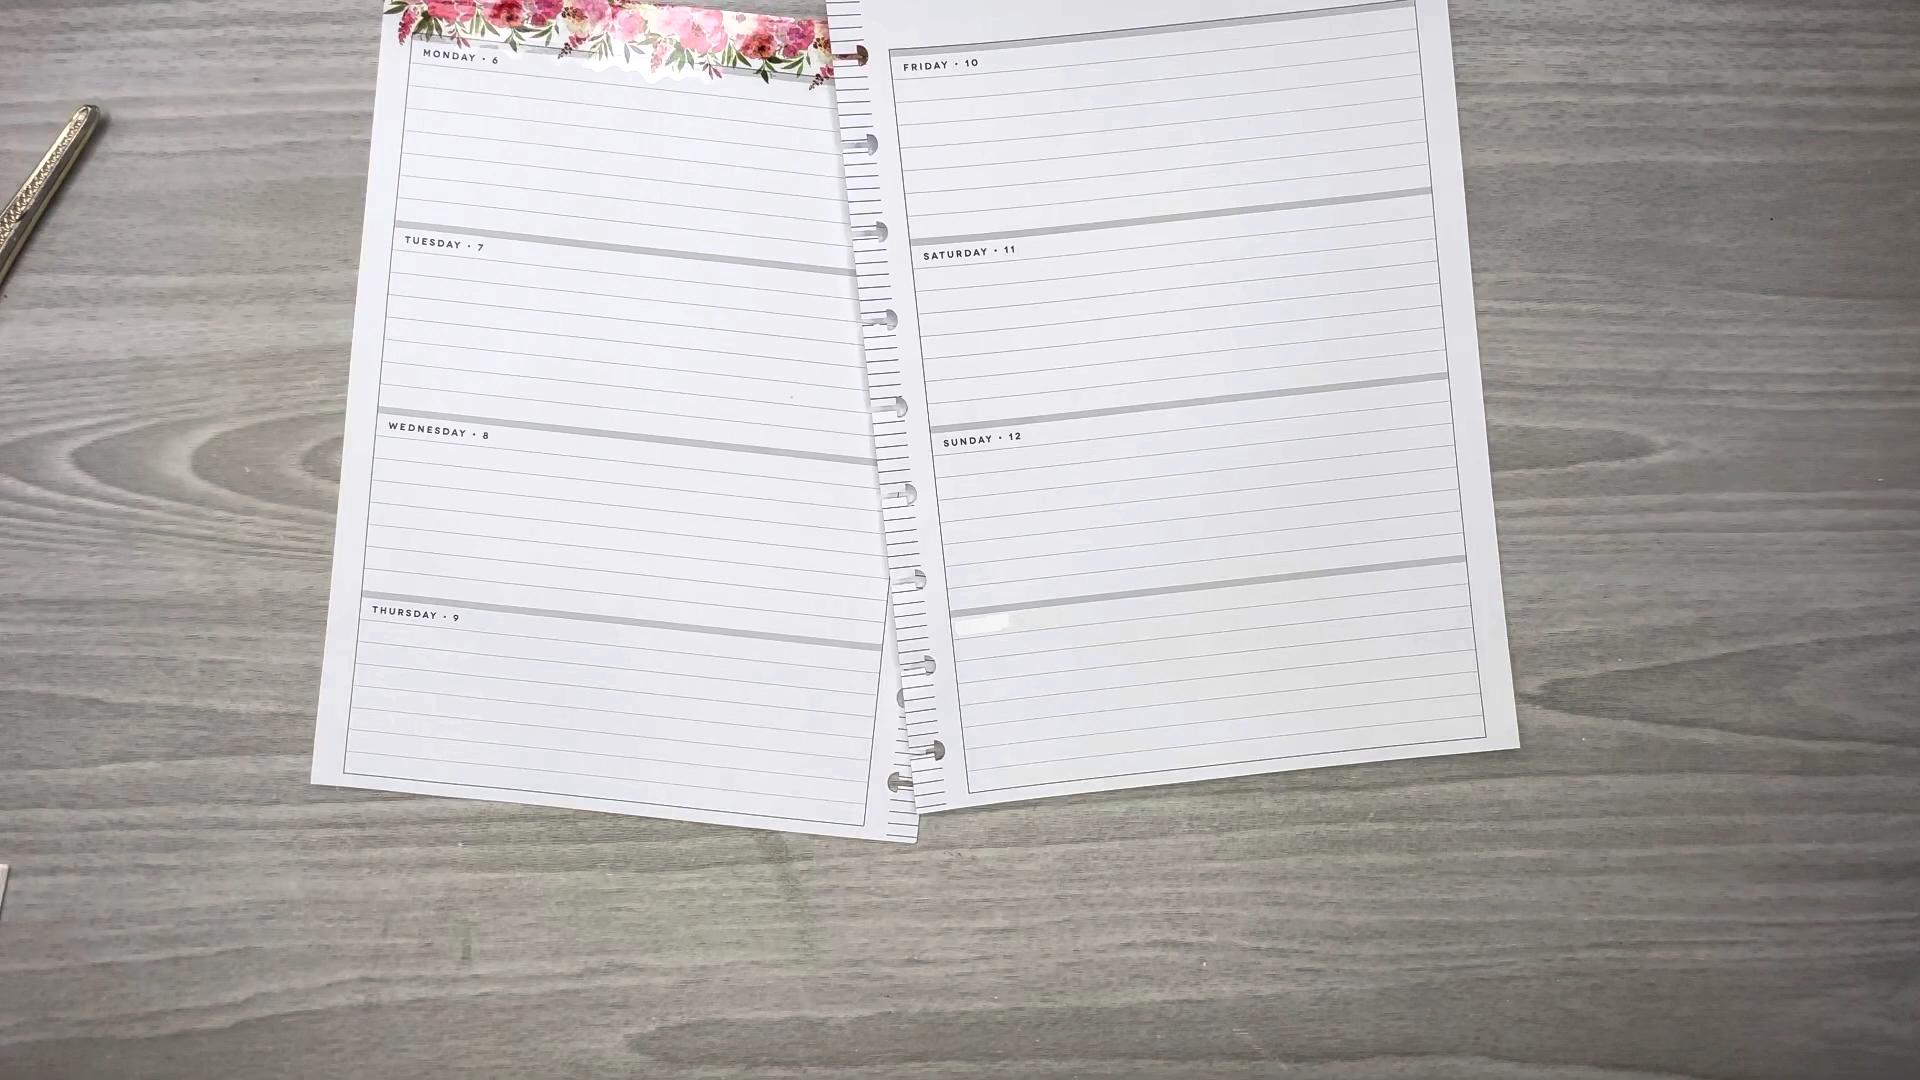 MONDAY • 6
TUESDAY • 7
WEDNESDAY • 8
THURSDAY • 9
FRIDAY • 10
SATURDAY • 11
SUNDAY • 12